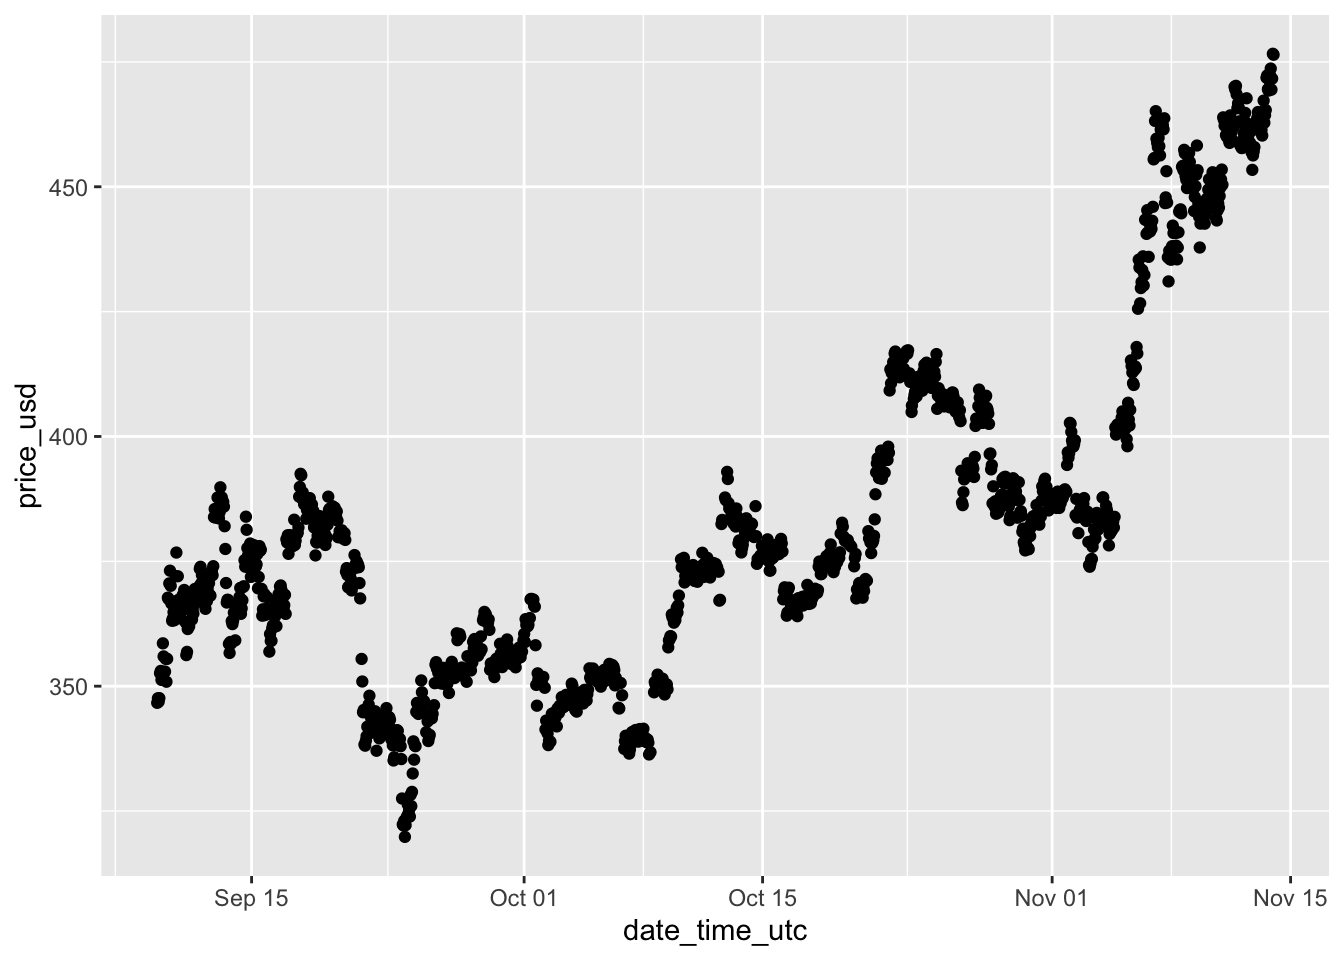 450
400
350
price_usd
Sep 15
Oct 01
Oct 15
Nov 01
Nov 15
date_time_utc